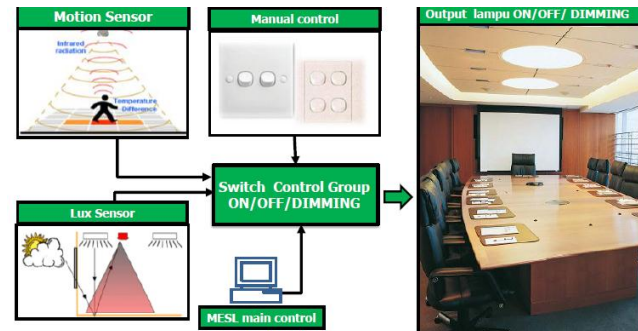 Motion Sensor
Infrared
radiation
Temperature
Difference
Manual control
Output lampu ON/OFF/ DIMMING
Switch Control Group
ON/OFF/DIMMING
Lux Sensor
MESL main control